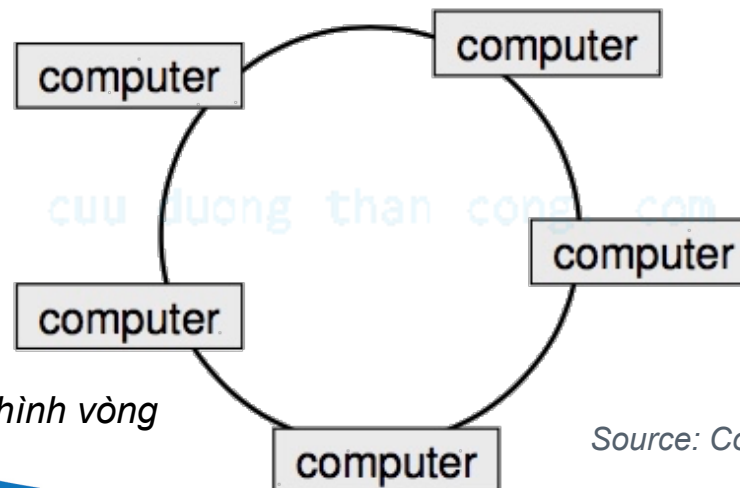 computer
computer
cuu duong than cong. com
computer
computer
hình vòng
Source: Co
computer